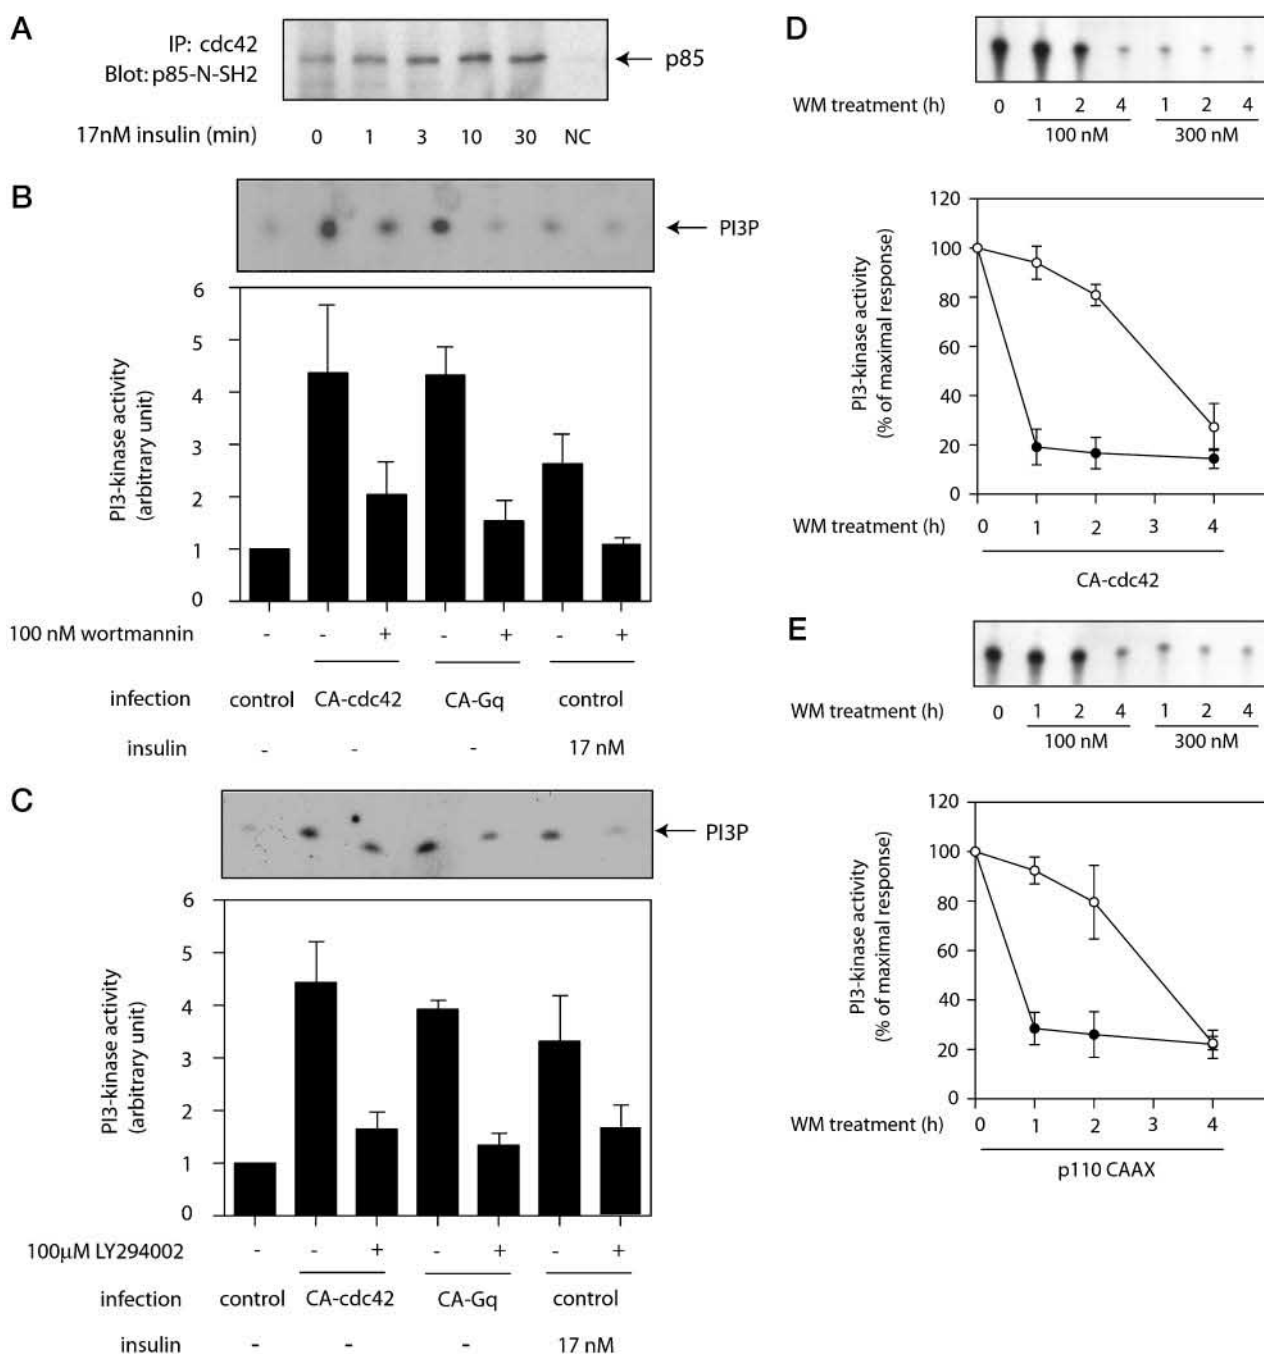 A
IP: cdc42
Blot: p85-N-SH2
p85
17nM insulin (min) 0 1 3 10 30 NC
B
PI3P
6
5
4
3
2
1
0
PI3-kinase activity
(arbitrary unit)
100 nM wortmannin - - + - + - +
infection control CA-cdc42 CA-Gq control
insulin - - - 17 nM
C
PI3P
6
5
4
3
2
1
0
PI3-kinase activity
(arbitrary unit)
100μM LY294002 - - + - + - +
infection control CA-cdc42 CA-Gq control
insulin - - - 17 nM
D
WM treatment (h) 0 1 2 4 1 2 4
100 nM 300 nM
120
100
80
60
40
20
0
PI3-kinase activity
(% of maximal response)
WM treatment (h) 0 1 2 3 4
CA-cdc42
E
WM treatment (h) 0 1 2 4 1 2 4
100 nM 300 nM
120
100
80
60
40
20
0
PI3-kinase activity
(% of maximal response)
WM treatment (h) 0 1 2 3 4
p110 CAAX